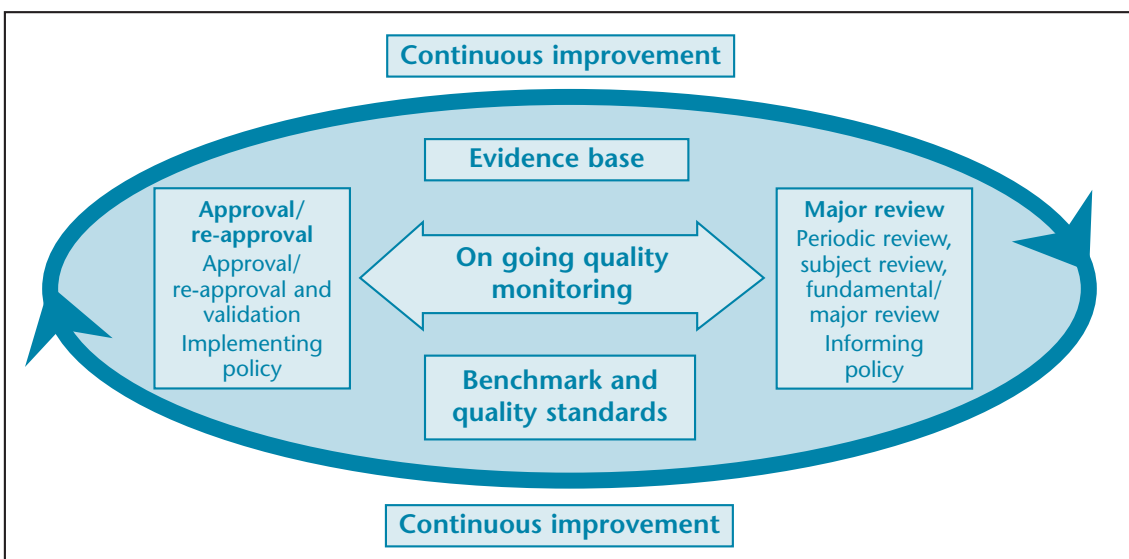 Continuous improvement
Evidence base
Approval/
re-approval
Approval/
re-approval and
validation
Implementing
policy
On going quality
monitoring
Major review
Periodic review,
subject review,
fundamental/
major review
Informing
policy
Benchmark and
quality standards
Continuous improvement